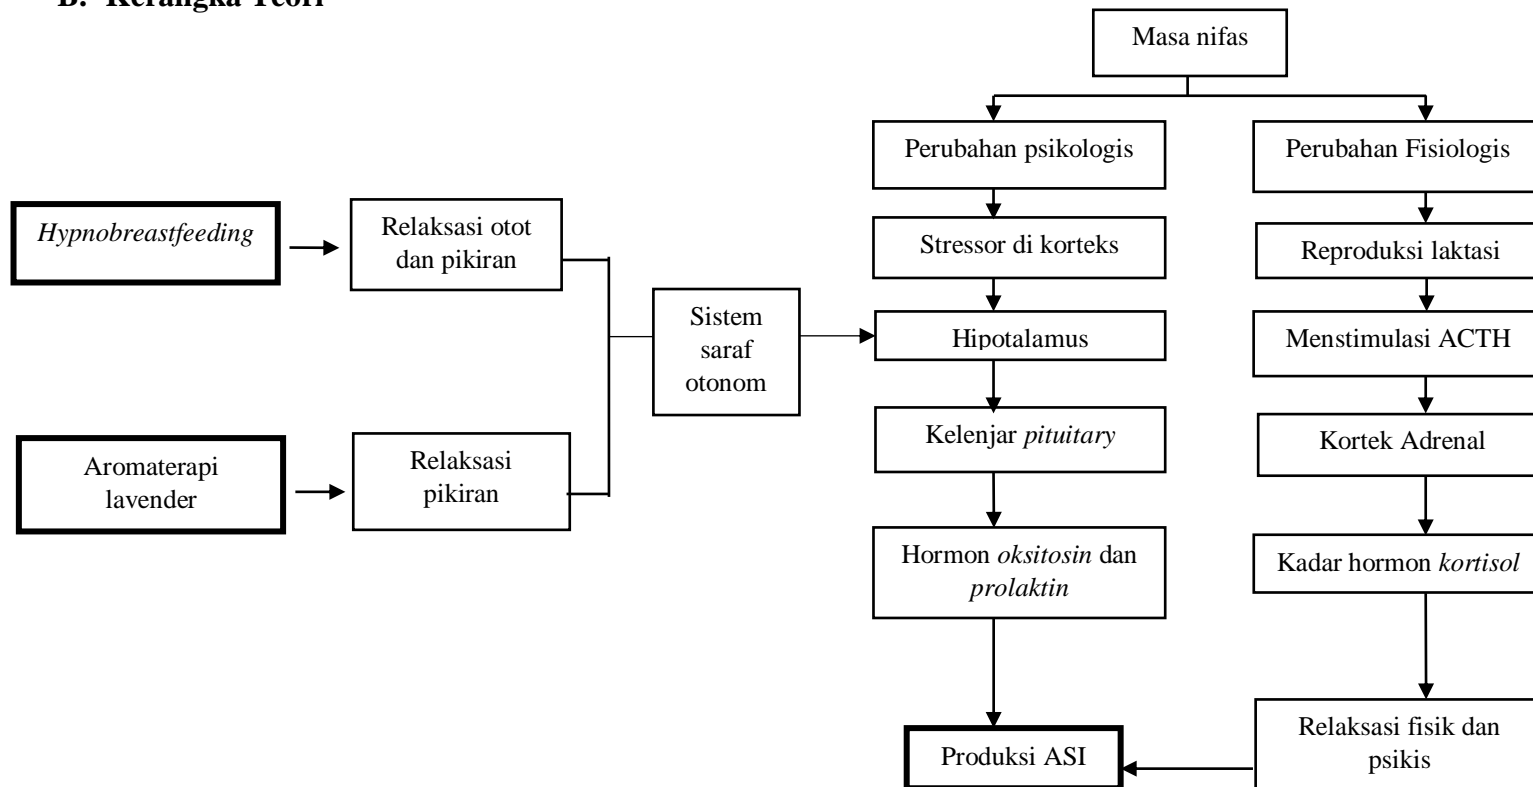 B. Kerangka Teori
Masa nifas
Perubahan psikologis
Perubahan Fisiologis
Hypnobreastfeeding
Relaksasi otot
dan pikiran
Stressor di korteks
Reproduksi laktasi
Sistem
saraf
otonom
Hipotalamus
Menstimulasi ACTH
Kelenjar pituitary
Kortek Adrenal
Aromaterapi
lavender
Relaksasi
pikiran
Hormon oksitosin dan
prolaktin
Kadar hormon kortisol
Produksi ASI
Relaksasi fisik dan
psikis